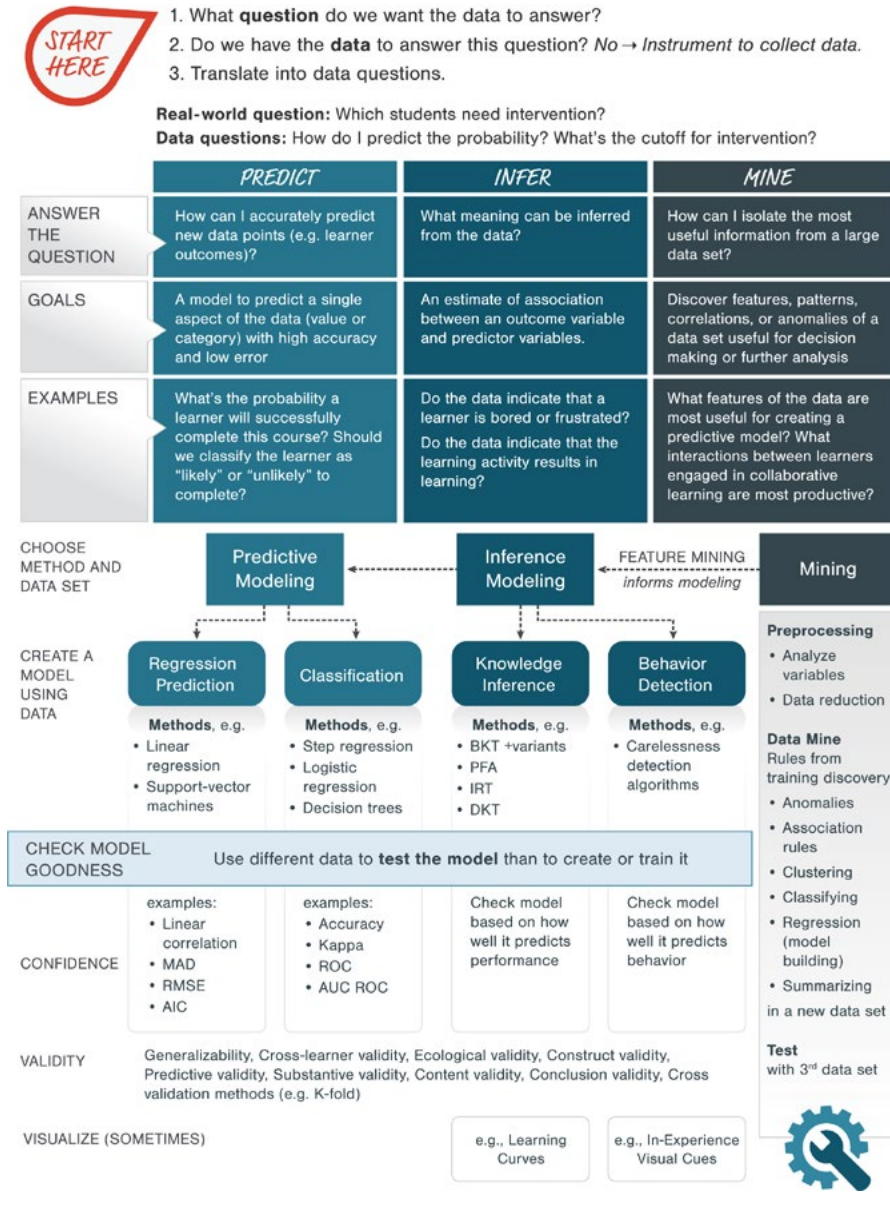 START
HERE
1. What question do we want the data to answer?
2. Do we have the data to answer this question? No → Instrument to collect data.
3. Translate into data questions.
Real-world question: Which students need intervention?
Data questions: How do I predict the probability? What's the cutoff for intervention?
PREDICT
INFER
MINE
ANSWER
THE
QUESTION
How can I accurately predict
new data points (e.g. learner
outcomes)?
What meaning can be inferred
from the data?
How can I isolate the most
useful information from a large
data set?
GOALS
A model to predict a single
aspect of the data (value or
category) with high accuracy
and low error
An estimate of association
between an outcome variable
and predictor variables.
Discover features, patterns,
correlations, or anomalies of a
data set useful for decision
making or further analysis
EXAMPLES
What's the probability a
learner will successfully
complete this course? Should
we classify the learner as
"likely" or "unlikely" to
complete?
Do the data indicate that a
learner is bored or frustrated?
Do the data indicate that the
learning activity results in
learning?
What features of the data are
most useful for creating a
predictive model? What
interactions between learners
engaged in collaborative
learning are most productive?
CHOOSE
METHOD AND
DATA SET
Predictive
Modeling
Inference
Modeling
FEATURE MINING
informs modeling
Mining
CREATE A
MODEL
USING
DATA
Regression
Prediction
Methods, e.g.
• Linear
regression
• Support-vector
machines
Classification
Methods, e.g.
• Step regression
• Logistic
regression
• Decision trees
Knowledge
Inference
Methods, e.g.
• BKT +variants
• PFA
• IRT
• DKT
Behavior
Detection
Methods, e.g.
• Carelessness
detection
algorithms
Preprocessing
• Analyze
variables
• Data reduction
Data Mine
Rules from
training discovery
• Anomalies
• Association
rules
• Clustering
• Classifying
• Regression
(model
building)
• Summarizing
in a new data set
Test
with 3rd data set
CHECK MODEL
GOODNESS
Use different data to test the model than to create or train it
CONFIDENCE
examples:
• Linear
correlation
• MAD
• RMSE
• AIC
examples:
• Accuracy
• Kappa
• ROC
• AUC ROC
Check model
based on how
well it predicts
performance
Check model
based on how
well it predicts
behavior
VALIDITY
Generalizability, Cross-learner validity, Ecological validity, Construct validity,
Predictive validity, Substantive validity, Content validity, Conclusion validity, Cross
validation methods (e.g. K-fold)
VISUALIZE (SOMETIMES)
e.g., Learning
Curves
e.g., In-Experience
Visual Cues